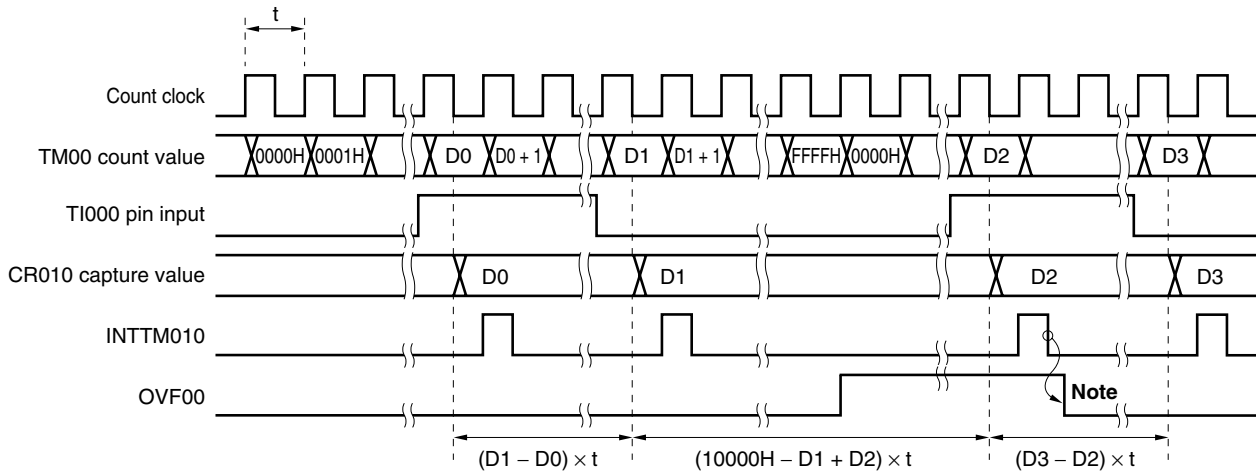 t
Count clock
TM00 count value
0000H 0001H D0 D0 + 1 D1 D1 + 1 FFFFH 0000H D2 D3
TI000 pin input
CR010 capture value
D0 D1 D2 D3
INTTM010
OVF00
Note
(D1 – D0) × t (10000H – D1 + D2) × t (D3 – D2) × t